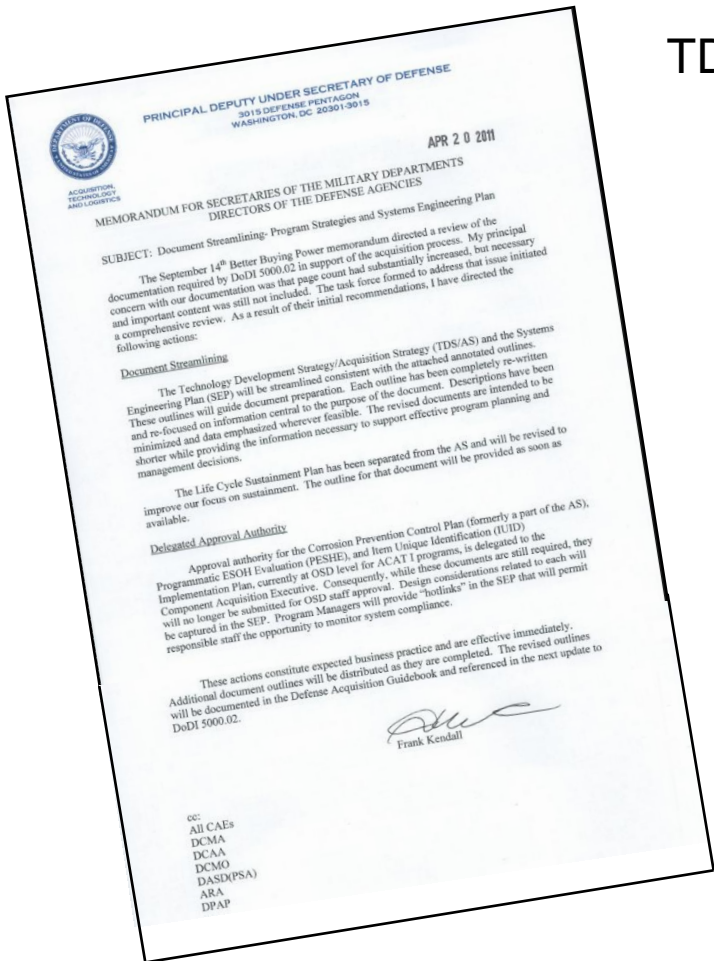 TD
PRINCIPAL DEPUTY UNDER SECRETARY OF DEFENSE
3015 DEFENSE PENTAGON
WASHINGTON, DC 20301-3015
ACQUISITION,
TECHNOLOGY
AND LOGISTICS
APR 20 2011
MEMORANDUM FOR SECRETARIES OF THE MILITARY DEPARTMENTS
DIRECTORS OF THE DEFENSE AGENCIES
SUBJECT: Document Streamlining- Program Strategies and Systems Engineering Plan
The September 14th Better Buying Power memorandum directed a review of the
documentation required by DoDI 5000.02 in support of the acquisition process. My principal
concern with our documentation was that page count had substantially increased, but necessary
and important content was still not included. The task force formed to address that issue initiated
a comprehensive review. As a result of their initial recommendations, I have directed the
following actions:
Document Streamlining
The Technology Development Strategy/Acquisition Strategy (TDS/AS) and the Systems
Engineering Plan (SEP) will be streamlined consistent with the attached annotated outlines.
These outlines will guide document preparation. Each outline has been completely re-written
and re-focused on information central to the purpose of the document. Descriptions have been
minimized and data emphasized wherever feasible. The revised documents are intended to be
shorter while providing the information necessary to support effective program planning and
management decisions.
The Life Cycle Sustainment Plan has been separated from the AS and will be revised to
improve our focus on sustainment. The outline for that document will be provided as soon as
available.
Delegated Approval Authority
Approval authority for the Corrosion Prevention Control Plan (formerly a part of the AS),
Programmatic ESOH Evaluation (PESHE), and Item Unique Identification (IUID)
Implementation Plan, currently at OSD level for ACAT I programs, is delegated to the
Component Acquisition Executive. Consequently, while these documents are still required, they
will no longer be submitted for OSD staff approval. Design considerations related to each will
be captured in the SEP. Program Managers will provide "hotlinks" in the SEP that will permit
responsible staff the opportunity to monitor system compliance.
These actions constitute expected business practice and are effective immediately.
Additional document outlines will be distributed as they are completed. The revised outlines
will be documented in the Defense Acquisition Guidebook and referenced in the next update to
DoDI 5000.02.
Frank Kendall
cc:
All CAEs
DCMA
DCAA
DCMO
DASD(PSA)
ARA
DPAP